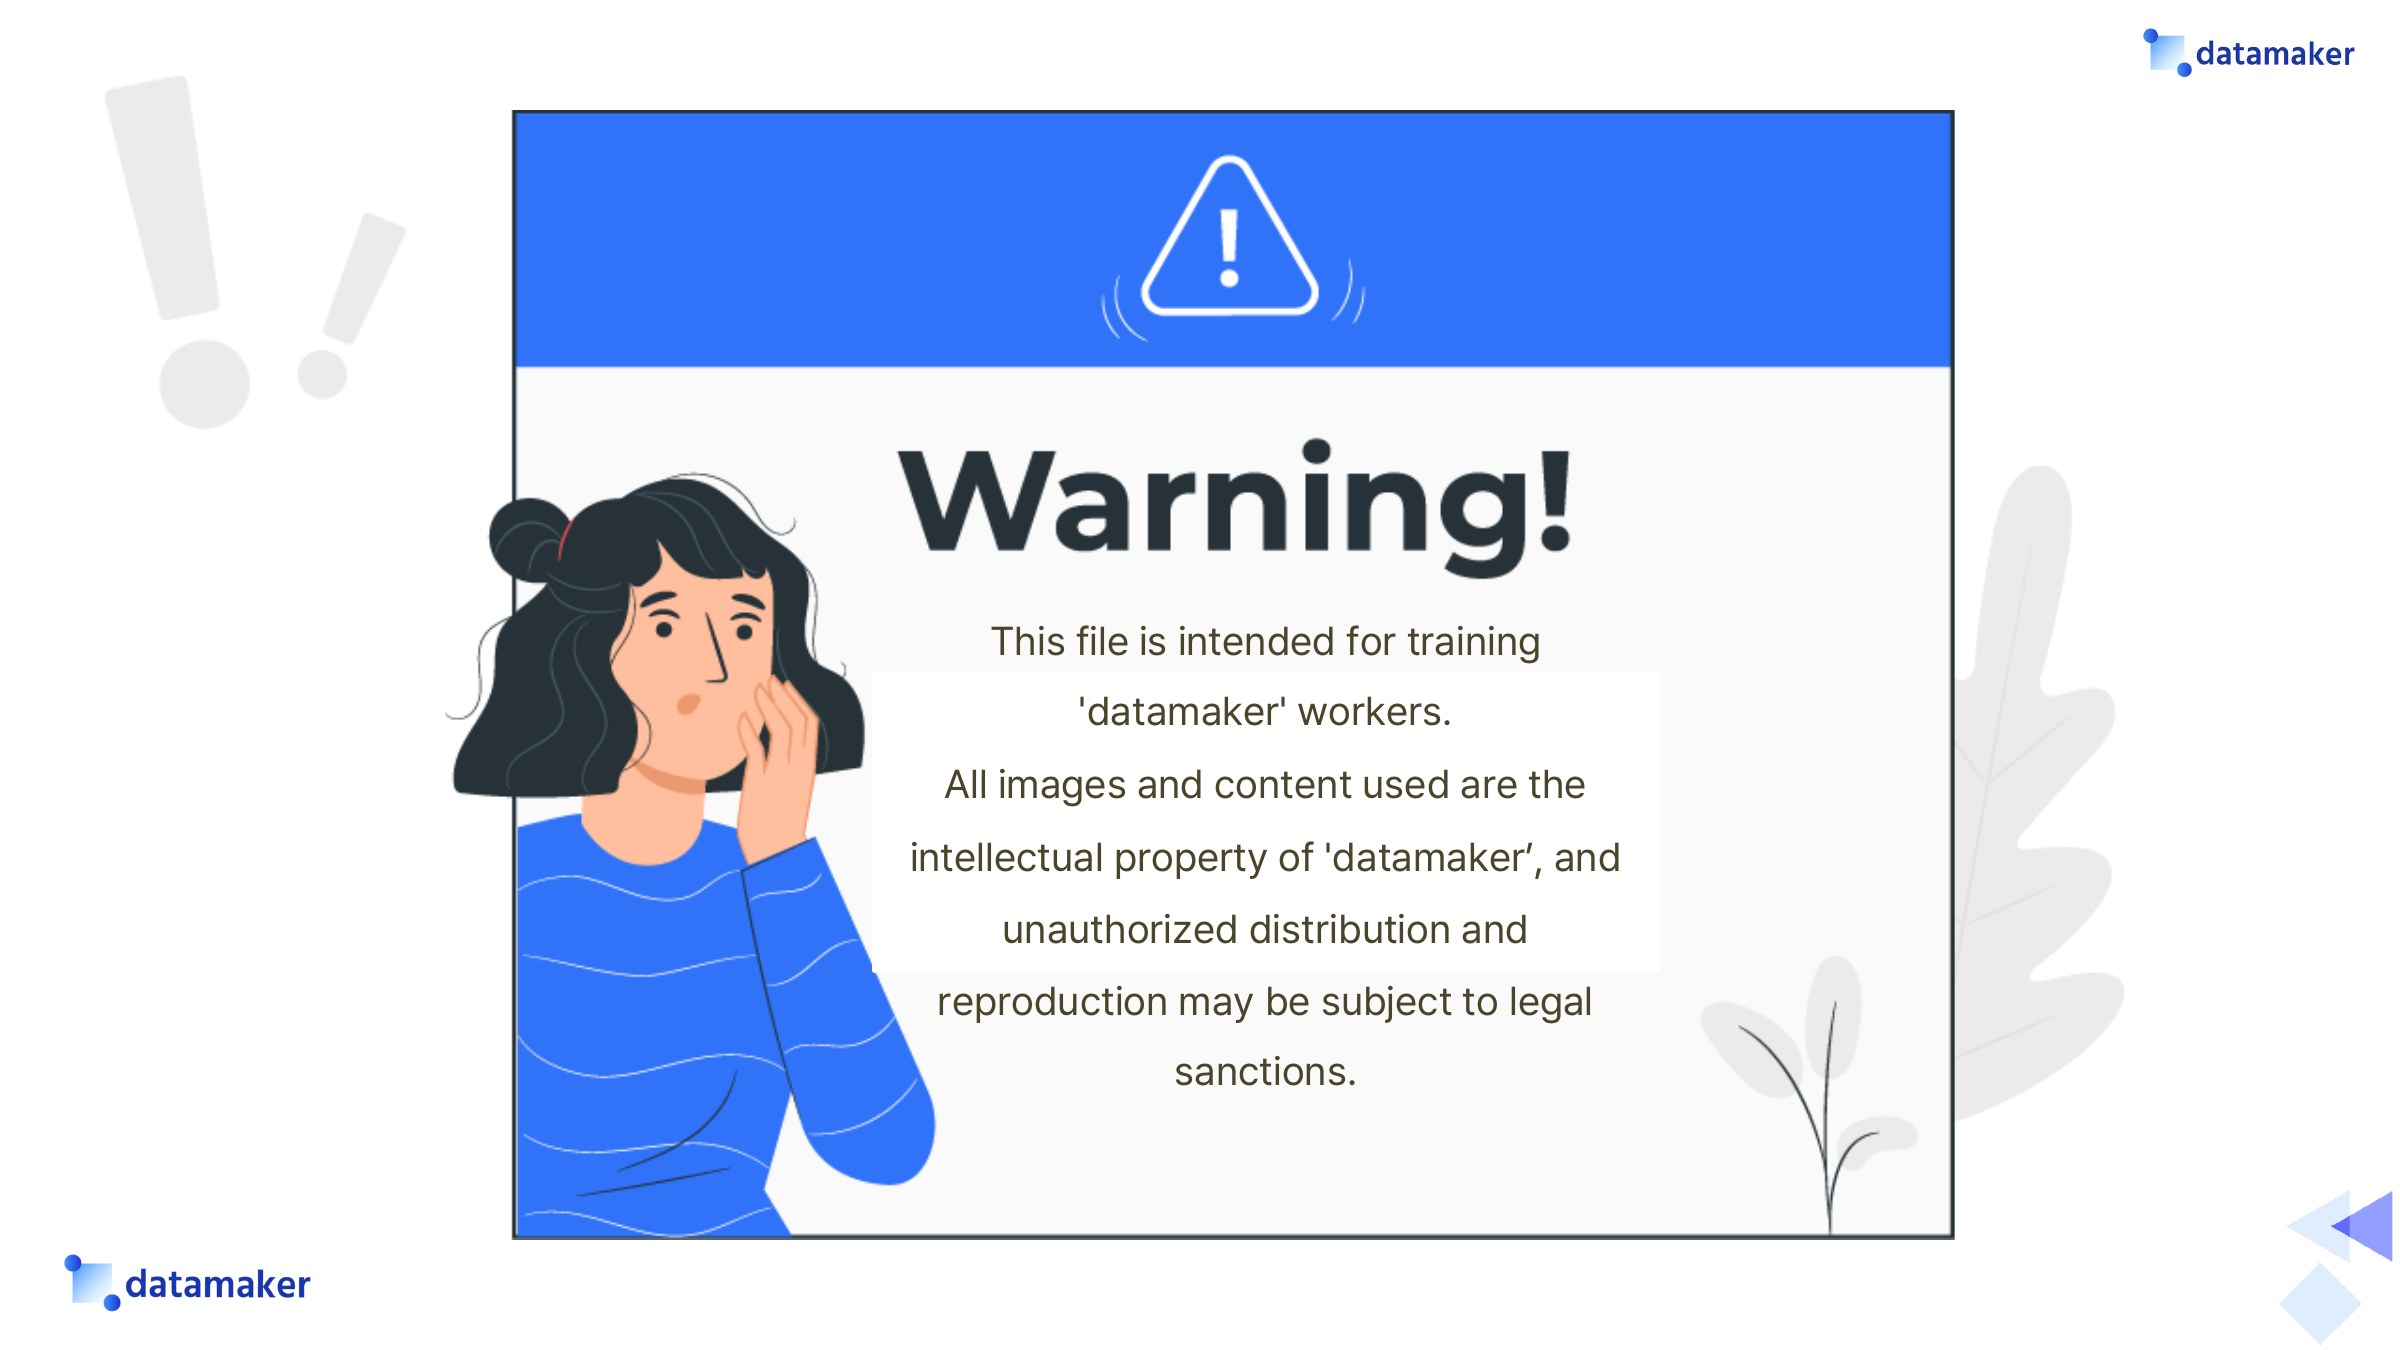 datamaker
!
Warning!
This file is intended for training
'datamaker' workers.
All images and content used are the
intellectual property of 'datamaker’, and
unauthorized distribution and
reproduction may be subject to legal
sanctions.
datamaker